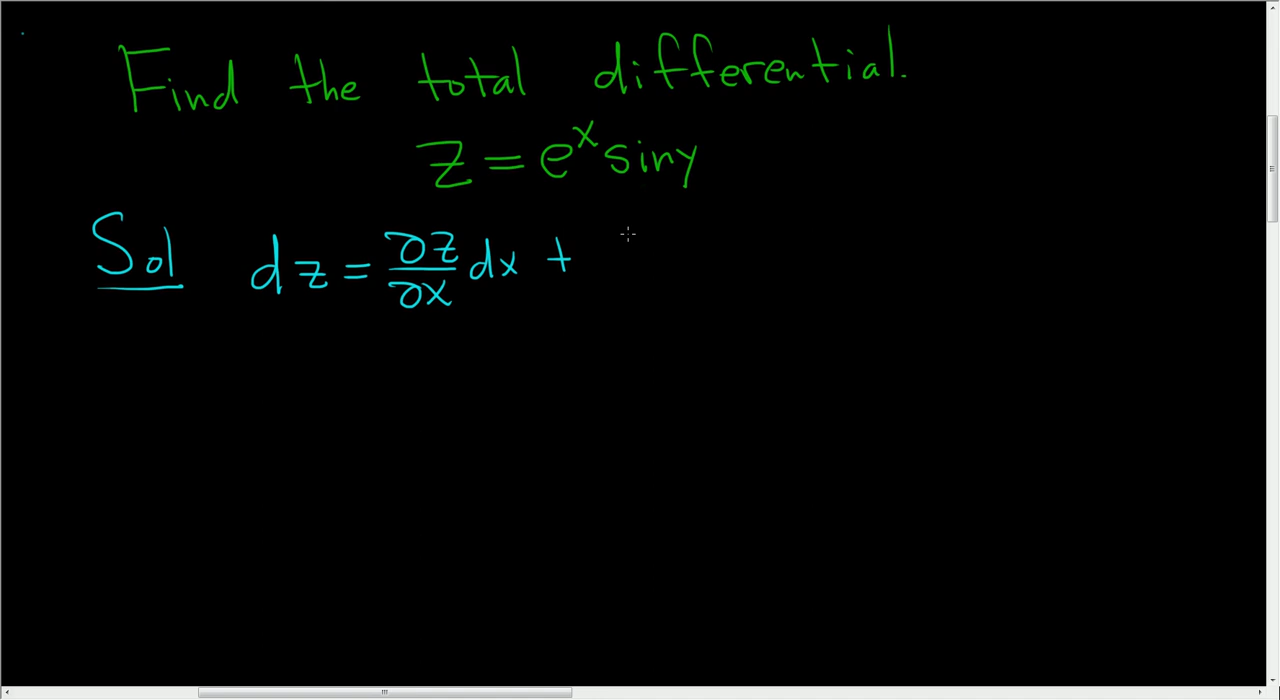 Find the total differential.
z = e^x sin y
Sol dz = ∂z/∂x dx +